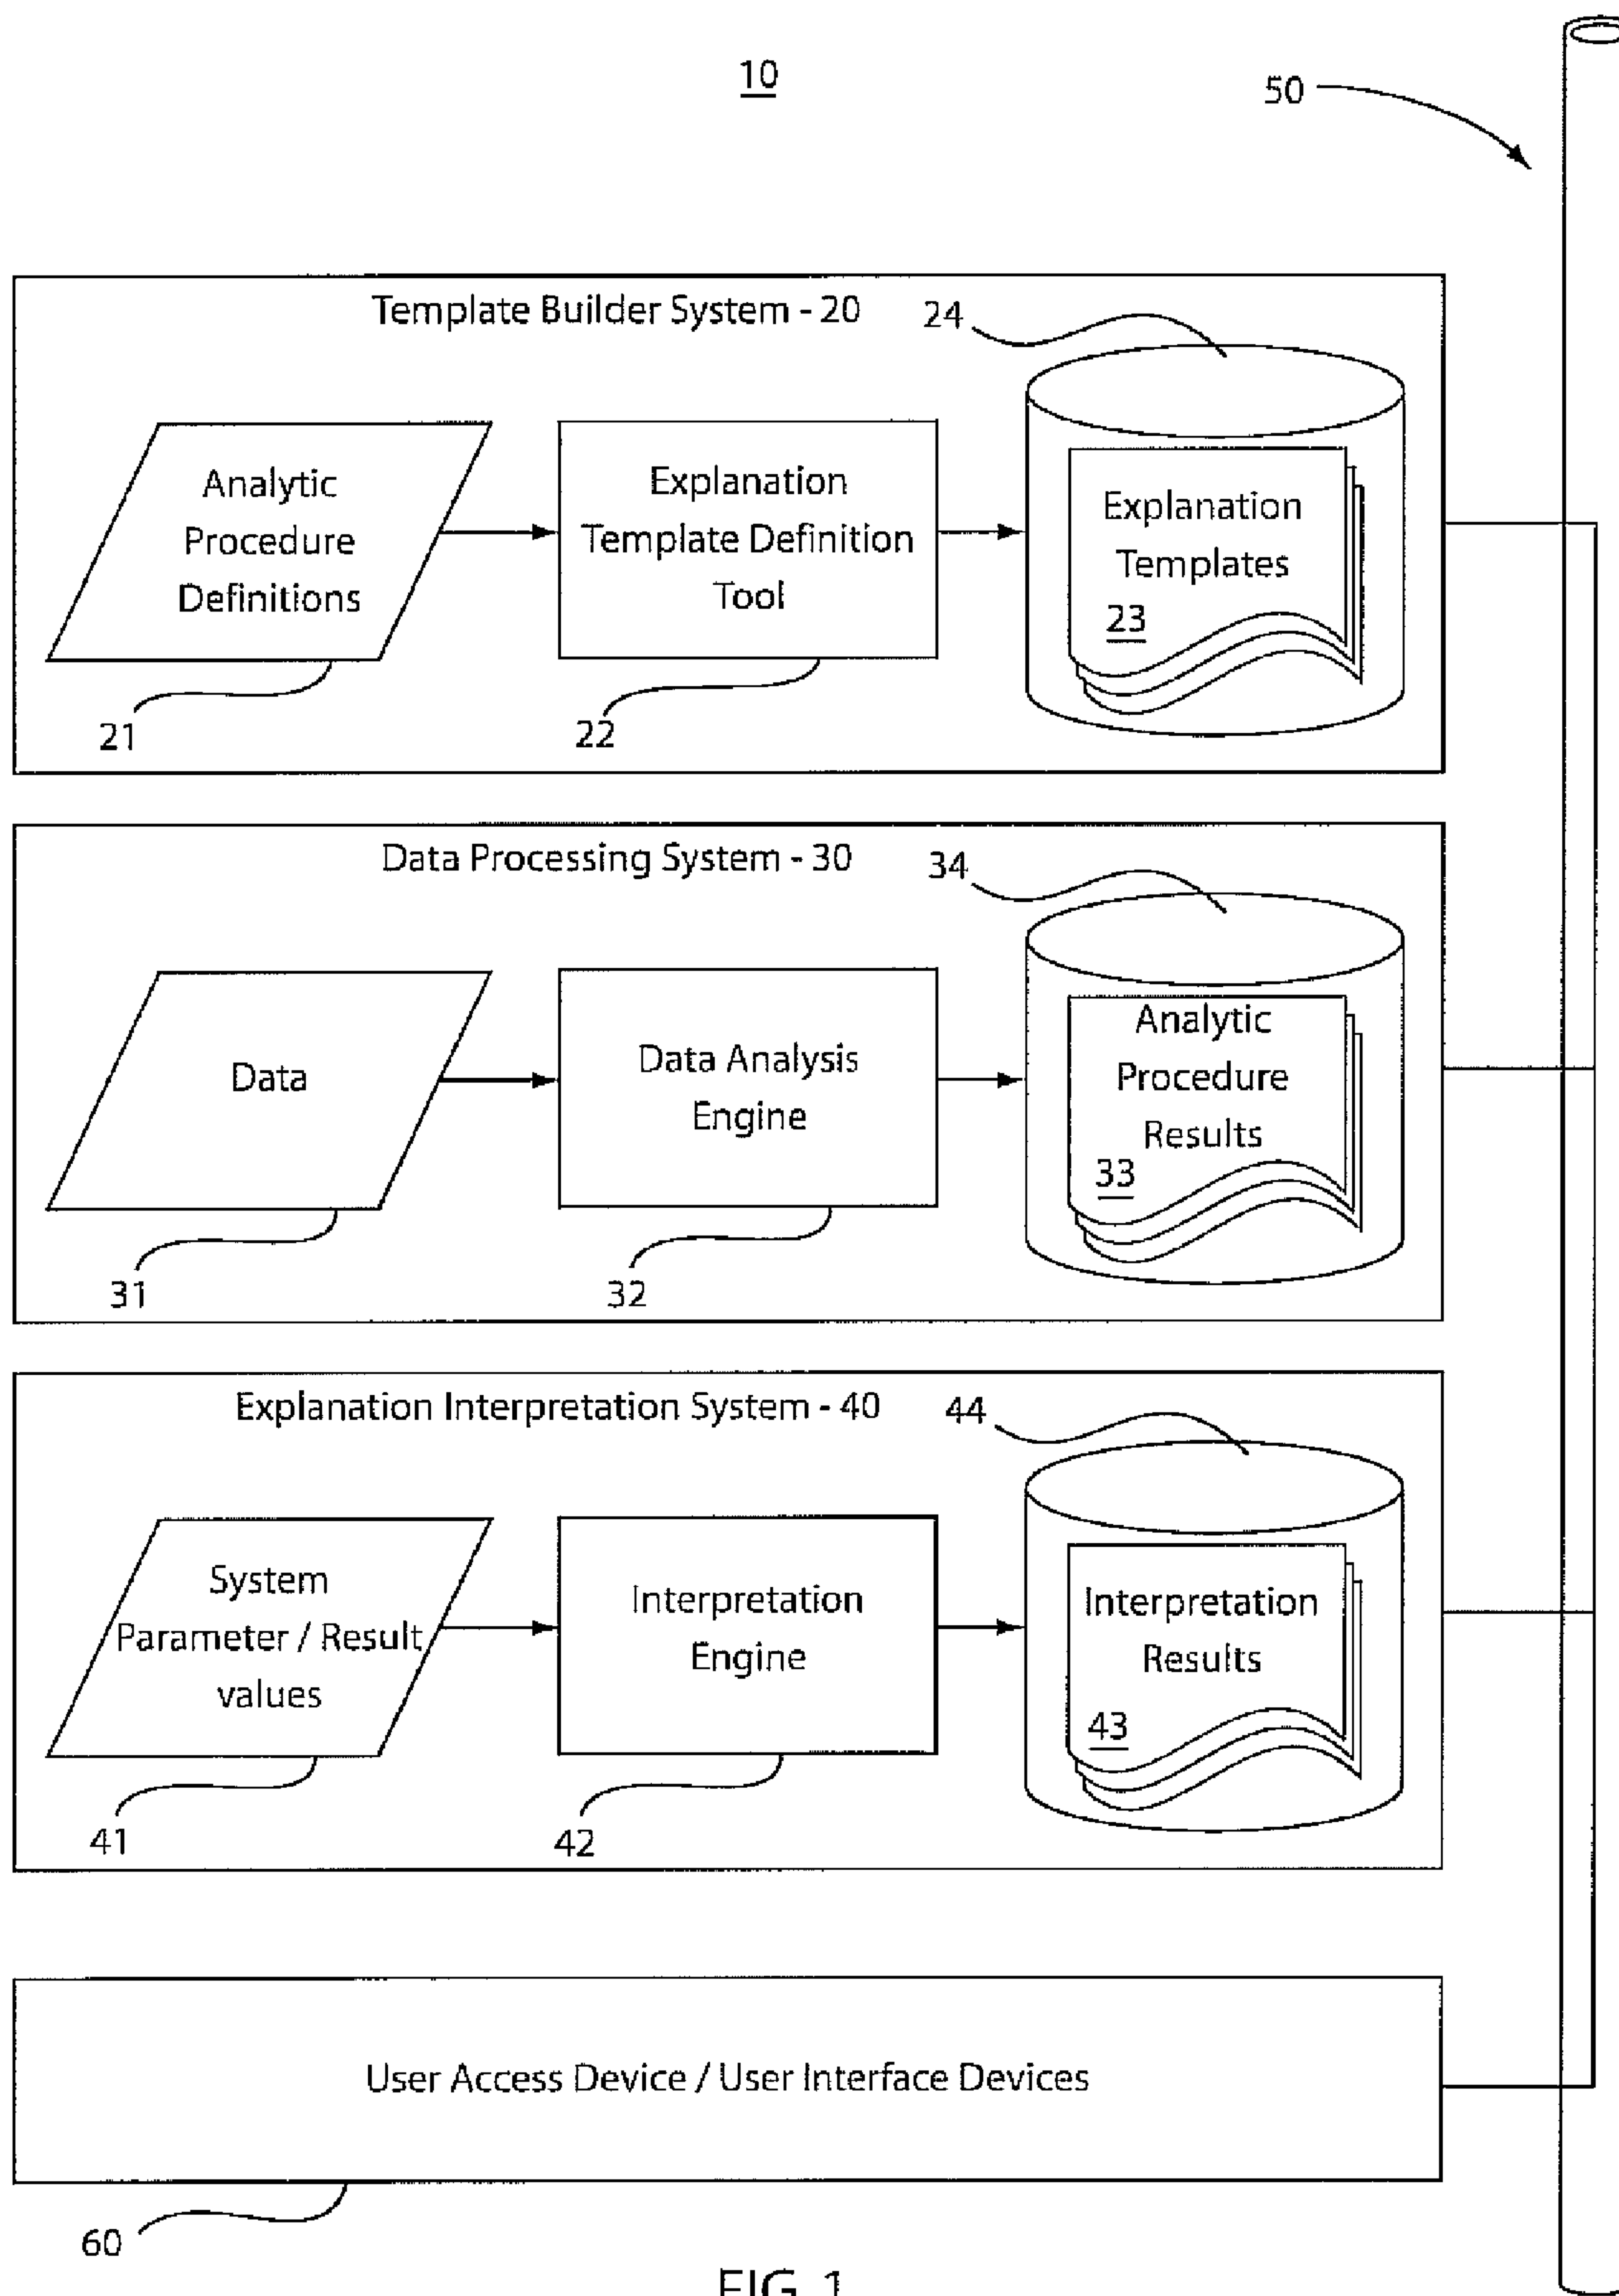 10
50
Template Builder System - 20
24
Analytic
Procedure
Definitions
Explanation
Template Definition
Tool
Explanation
Templates
23
21
22
Data Processing System - 30
34
Data
Data Analysis
Engine
Analytic
Procedure
Results
33
31
32
Explanation Interpretation System - 40
44
System
Parameter / Result
values
Interpretation
Engine
Interpretation
Results
43
41
42
User Access Device / User Interface Devices
60
FIG. 1